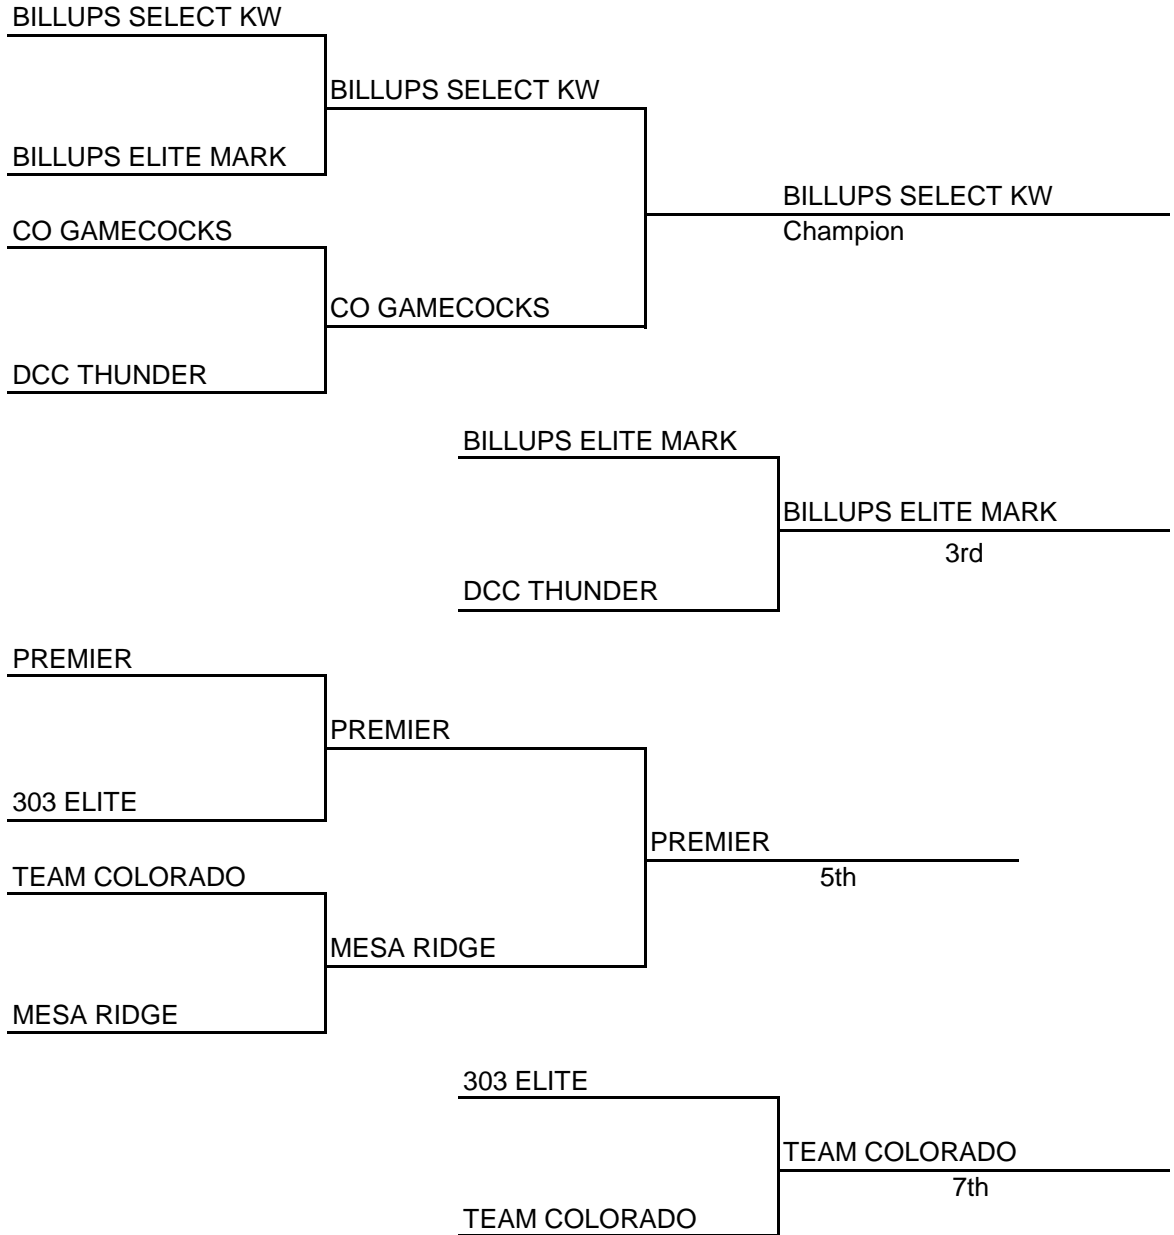 BILLUPS SELECT KW
BILLUPS SELECT KW
BILLUPS ELITE MARK
BILLUPS SELECT KW
CO GAMECOCKS
Champion
CO GAMECOCKS
DCC THUNDER
BILLUPS ELITE MARK
BILLUPS ELITE MARK
3rd
DCC THUNDER
PREMIER
PREMIER
303 ELITE
PREMIER
TEAM COLORADO
5th
MESA RIDGE
MESA RIDGE
303 ELITE
TEAM COLORADO
7th
TEAM COLORADO